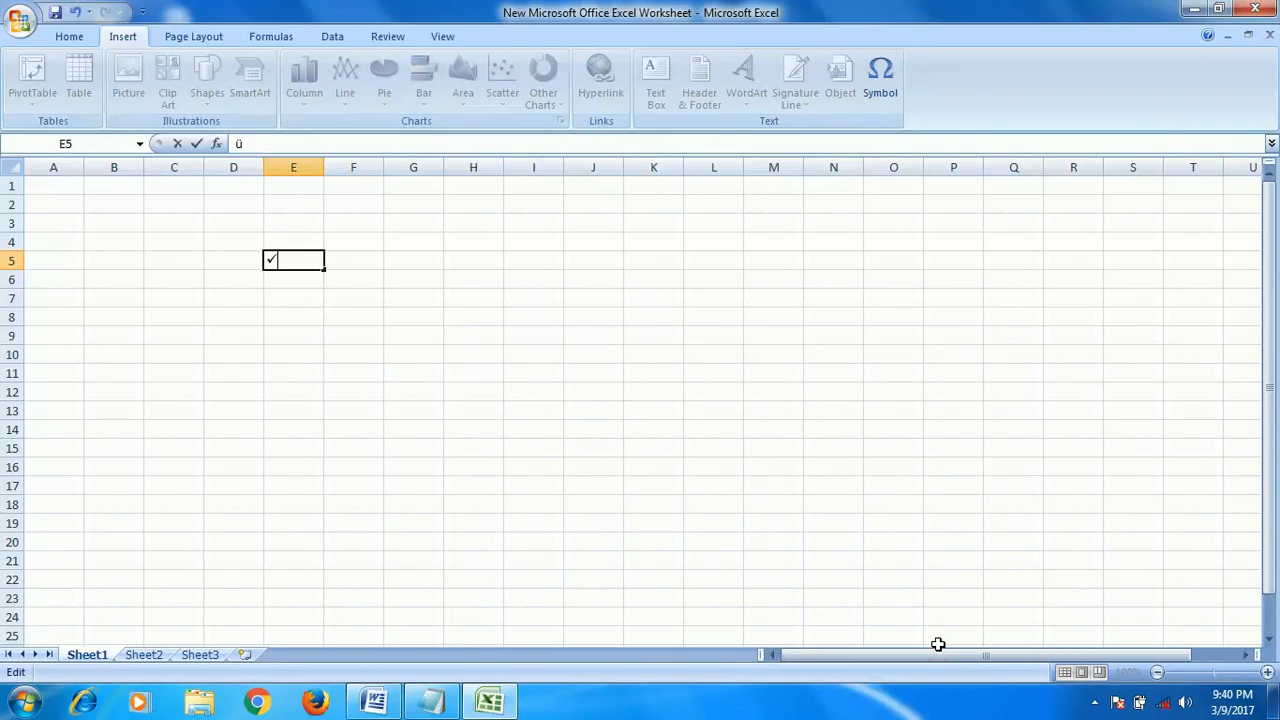 New Microsoft Office Excel Worksheet - Microsoft Excel
Home Insert Page Layout Formulas Data Review View
PivotTable Table Picture Clip Art Shapes SmartArt Column Line Pie Bar Area Scatter Other Charts Hyperlink Text Box Header & Footer WordArt Signature Line Object Symbol
Tables Illustrations Charts Links Text
E5 fx ü
A B C D E F G H I J K L M N O P Q R S T U
1
2
3
4
5 ✓
6
7
8
9
10
11
12
13
14
15
16
17
18
19
20
21
22
23
24
25
Sheet1 Sheet2 Sheet3
Edit 100%
9:40 PM
3/9/2017